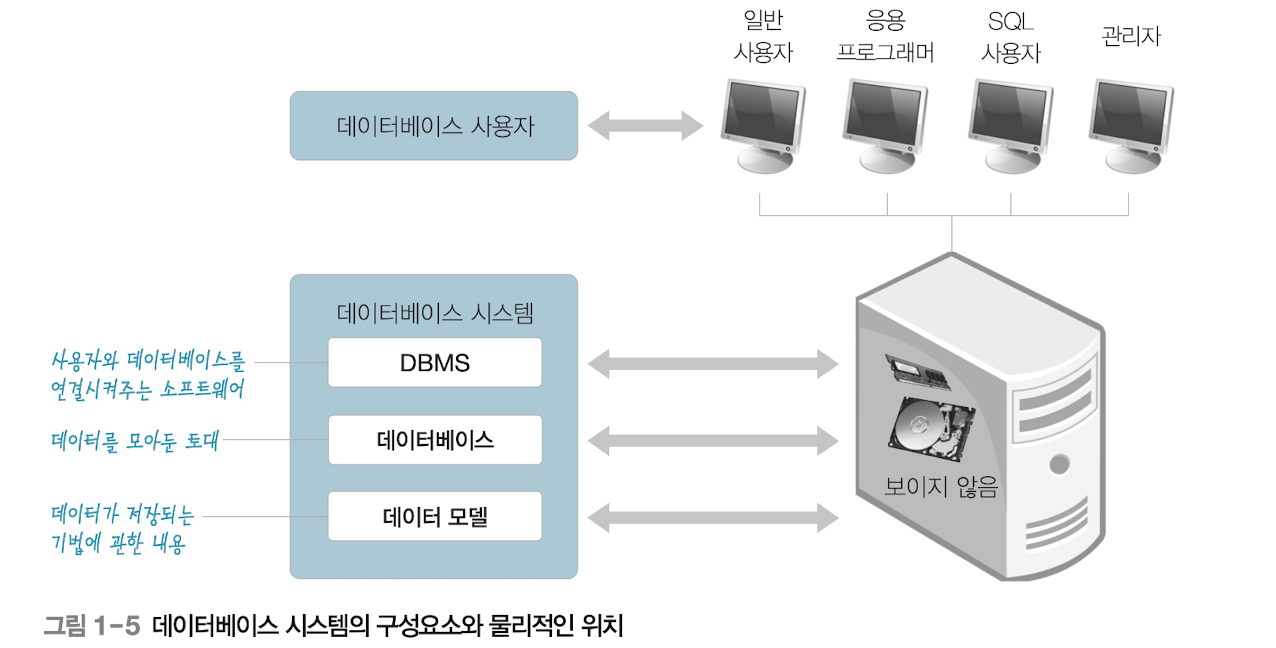 일반
사용자
응용
프로그래머
SQL
사용자
관리자
데이터베이스 사용자
데이터베이스 시스템
사용자와 데이터베이스를
연결시켜주는 소프트웨어
DBMS
데이터를 모아둔 토대
데이터베이스
데이터가 저장되는
기법에 관한 내용
데이터 모델
보이지 않음
그림 1-5 데이터베이스 시스템의 구성요소와 물리적인 위치